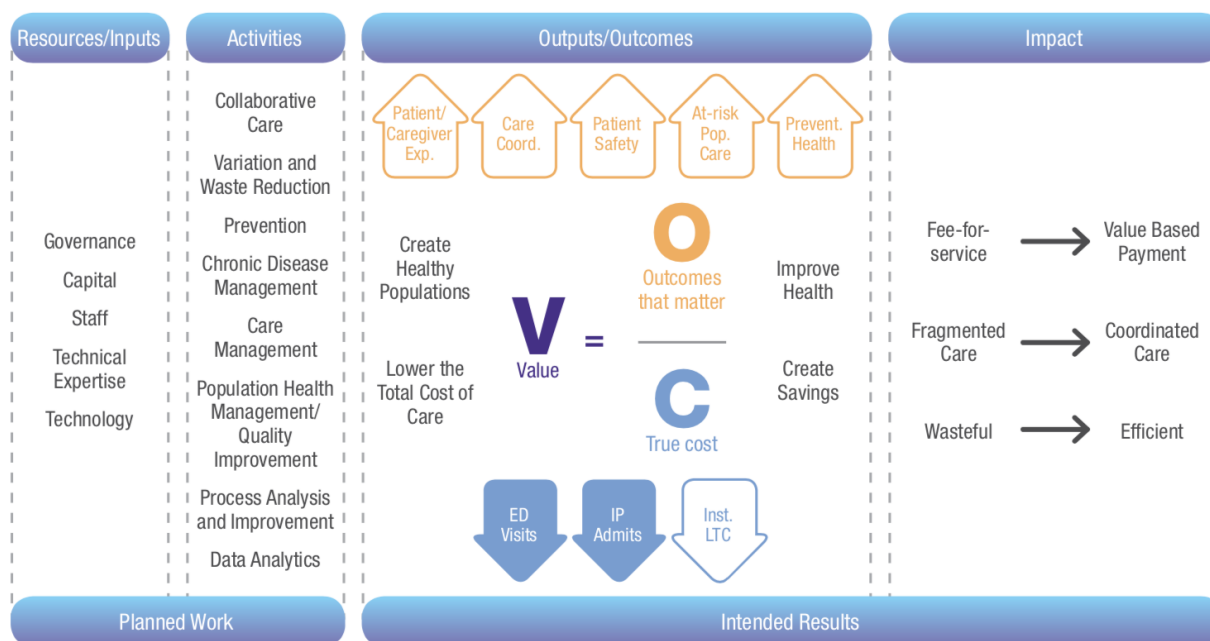 Resources/Inputs
Activities
Outputs/Outcomes
Impact
Governance
Capital
Staff
Technical
Expertise
Technology
Collaborative
Care
Variation and
Waste Reduction
Prevention
Chronic Disease
Management
Care
Management
Population Health
Management/
Quality
Improvement
Process Analysis
and Improvement
Data Analytics
Patient/
Caregiver
Exp.
Care
Coord.
Patient
Safety
At-risk
Pop.
Care
Prevent.
Health
Create
Healthy
Populations
Lower the
Total Cost of
Care
V
Value
=
O
Outcomes
that matter
C
True cost
Improve
Health
Create
Savings
ED
Visits
IP
Admits
Inst.
LTC
Fee-for-
service
Value Based
Payment
Fragmented
Care
Coordinated
Care
Wasteful
Efficient
Planned Work
Intended Results